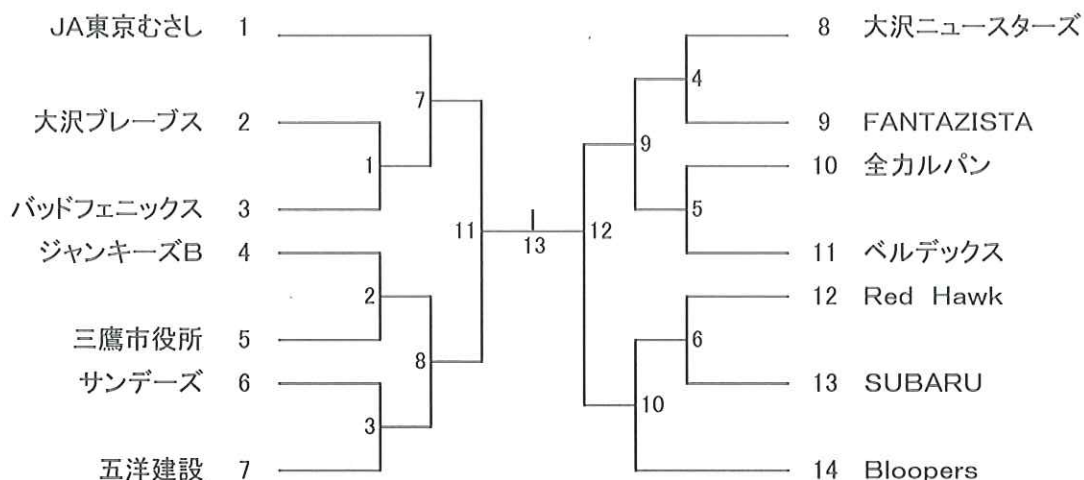 JA東京むさし 1
大沢ブレーブス 2
バッドフェニックス 3
ジャンキーズB 4
三鷹市役所 5
サンデーズ 6
五洋建設 7
7
1
2
8
3
11
13
12
9
4
5
6
10
8 大沢ニュースターズ
9 FANTAZISTA
10 全力ルパン
11 ベルデックス
12 Red Hawk
13 SUBARU
14 Bloopers